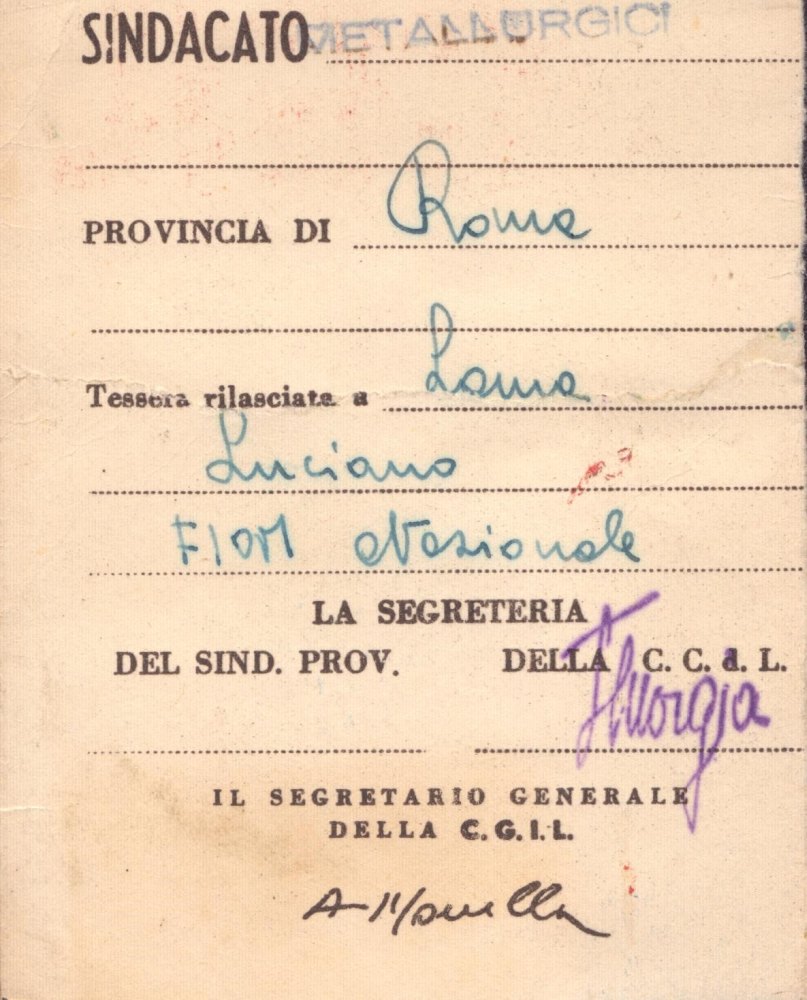 SINDACATO METALLURGICI
PROVINCIA DI Roma
Tessera rilasciata a Lama
Luciano
FIOM Nazionale
LA SEGRETERIA
DEL SIND. PROV. DELLA C. C. d. L.
IL SEGRETARIO GENERALE
DELLA C.G.I.L.